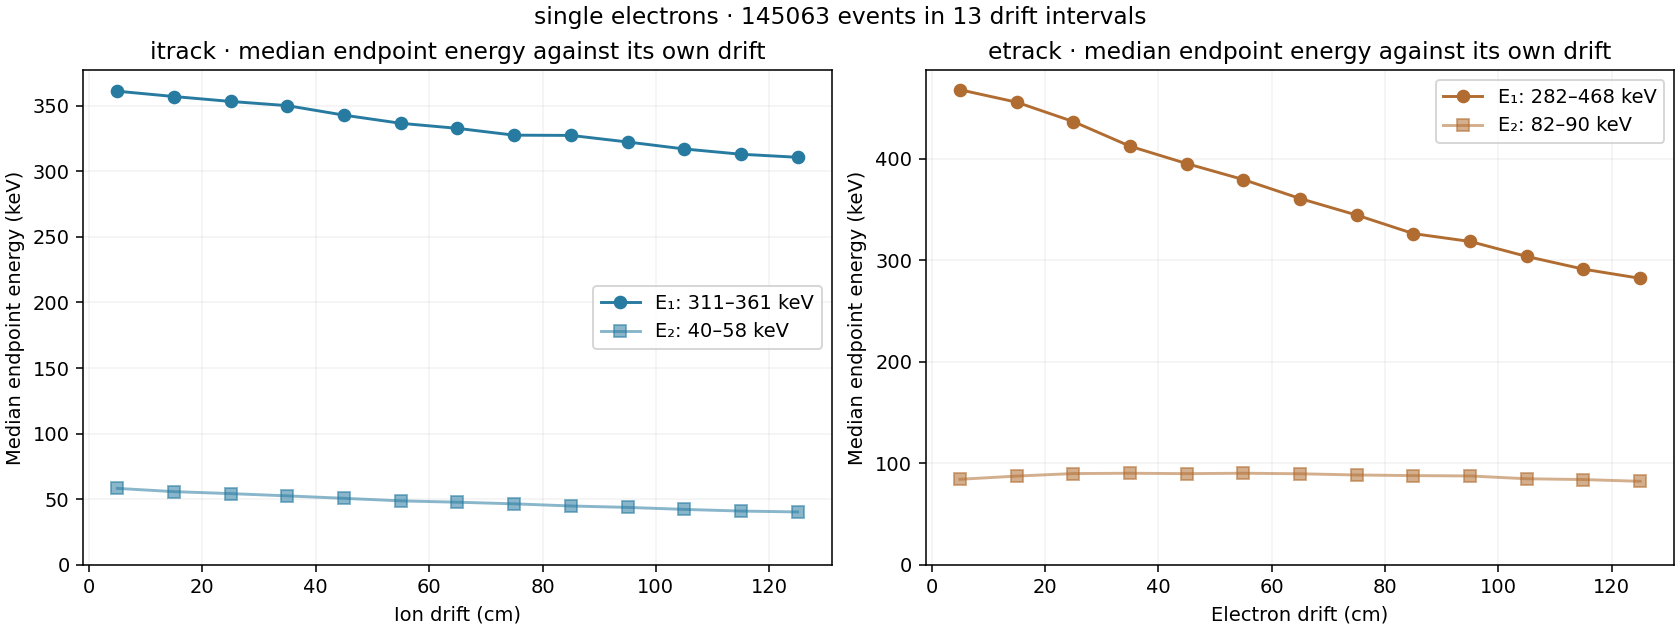 single electrons · 145063 events in 13 drift intervals
itrack · median endpoint energy against its own drift
Median endpoint energy (keV)
350
300
250
200
150
100
50
0
E₁: 311–361 keV
E₂: 40–58 keV
0 20 40 60 80 100 120
Ion drift (cm)
etrack · median endpoint energy against its own drift
Median endpoint energy (keV)
400
300
200
100
0
E₁: 282–468 keV
E₂: 82–90 keV
0 20 40 60 80 100 120
Electron drift (cm)